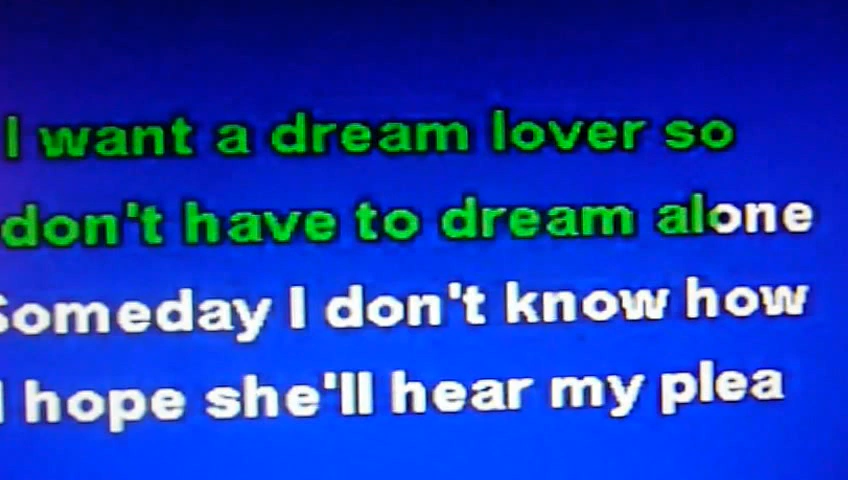 I want a dream lover so
don't have to dream alone
Someday I don't know how
I hope she'll hear my plea